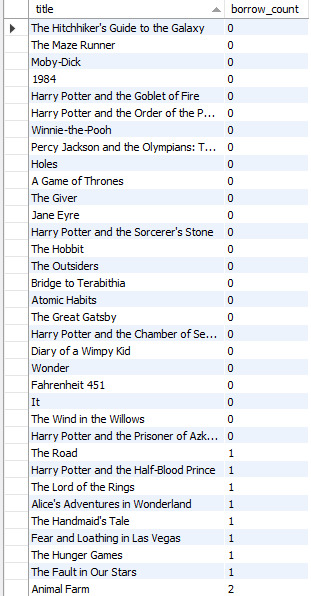 title borrow_count
The Hitchhiker's Guide to the Galaxy 0
The Maze Runner 0
Moby-Dick 0
1984 0
Harry Potter and the Goblet of Fire 0
Harry Potter and the Order of the P... 0
Winnie-the-Pooh 0
Percy Jackson and the Olympians: T... 0
Holes 0
A Game of Thrones 0
The Giver 0
Jane Eyre 0
Harry Potter and the Sorcerer's Stone 0
The Hobbit 0
The Outsiders 0
Bridge to Terabithia 0
Atomic Habits 0
The Great Gatsby 0
Harry Potter and the Chamber of Se... 0
Diary of a Wimpy Kid 0
Wonder 0
Fahrenheit 451 0
It 0
The Wind in the Willows 0
Harry Potter and the Prisoner of Azk... 0
The Road 1
Harry Potter and the Half-Blood Prince 1
The Lord of the Rings 1
Alice's Adventures in Wonderland 1
The Handmaid's Tale 1
Fear and Loathing in Las Vegas 1
The Hunger Games 1
The Fault in Our Stars 1
Animal Farm 2